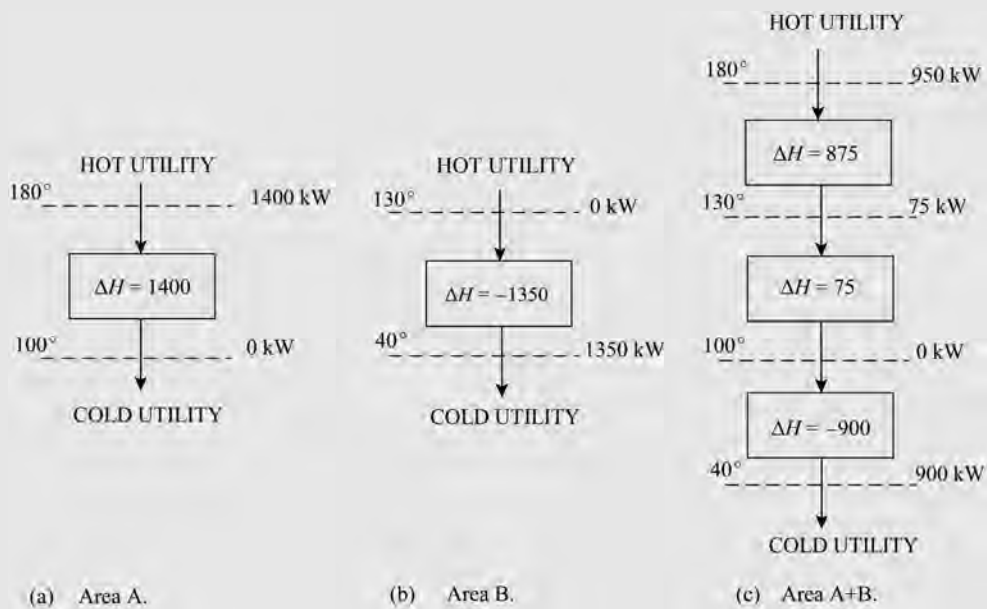 HOT UTILITY
180°
1400 kW
ΔH = 1400
100°
0 kW
COLD UTILITY
(a) Area A.
HOT UTILITY
130°
0 kW
ΔH = –1350
40°
1350 kW
COLD UTILITY
(b) Area B.
HOT UTILITY
180°
950 kW
ΔH = 875
130°
75 kW
ΔH = 75
100°
0 kW
ΔH = –900
40°
900 kW
COLD UTILITY
(c) Area A+B.